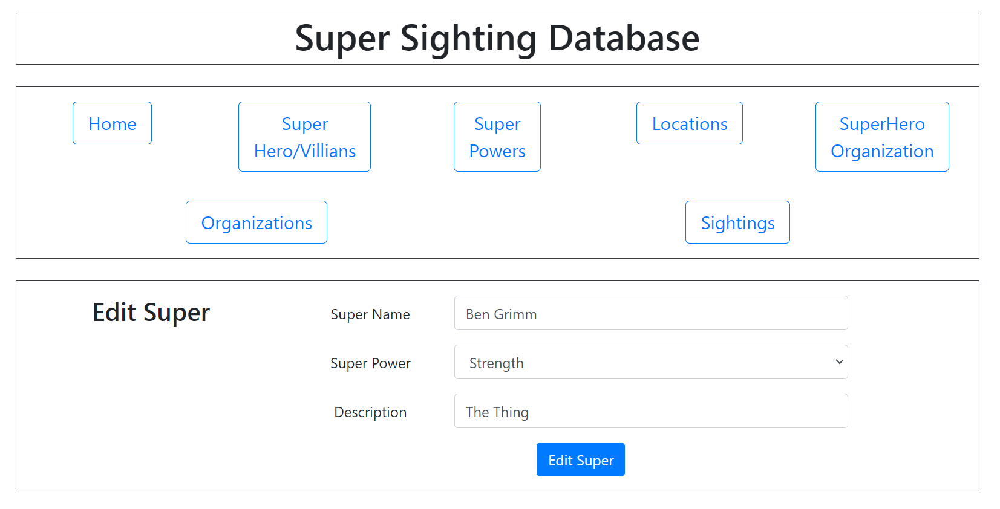 Super Sighting Database
Home
Super
Hero/Villians
Super
Powers
Locations
SuperHero
Organization
Organizations
Sightings
Edit Super
Super Name
Ben Grimm
Super Power
Strength
Description
The Thing
Edit Super